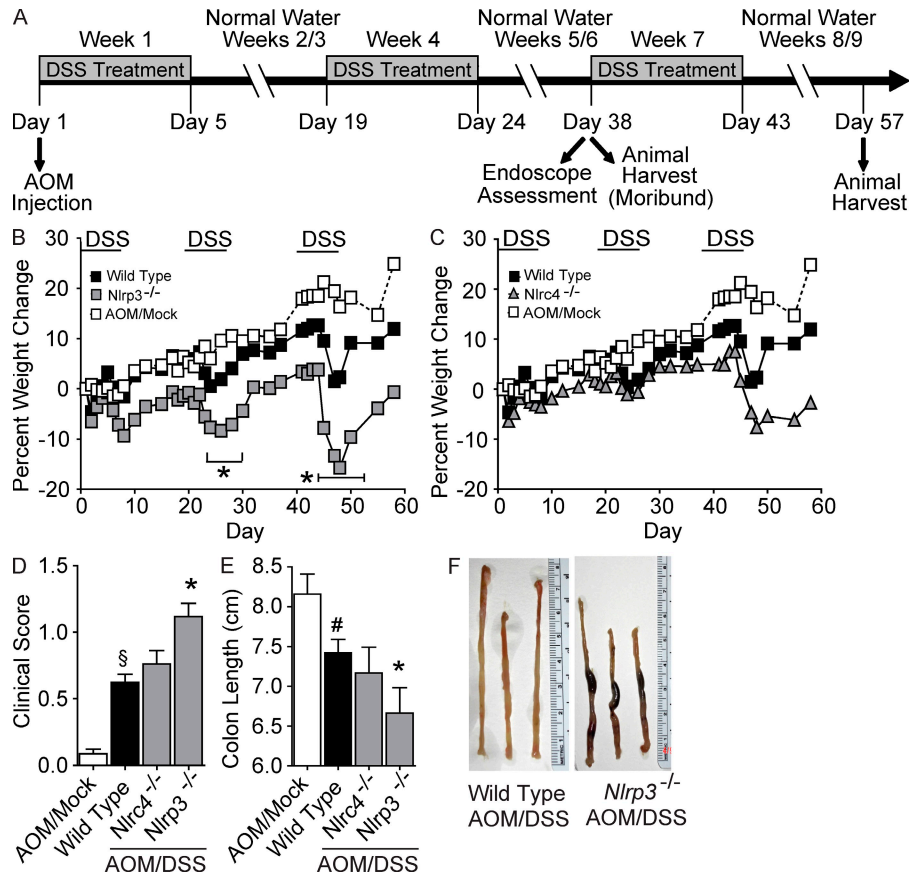 A
Normal Water
Normal Water
Normal Water
Week 1
Weeks 2/3
Week 4
Weeks 5/6
Week 7
Weeks 8/9
DSS Treatment
DSS Treatment
DSS Treatment
Day 1
Day 5
Day 19
Day 24
Day 38
Day 43
Day 57
AOM
Injection
Endoscope
Assessment
Animal
Harvest
(Moribund)
Animal
Harvest
B
DSS
DSS
DSS
Wild Type
Nlrp3-/-
AOM/Mock
Percent Weight Change
30
20
10
0
-10
-20
*
*
0
10
20
30
40
50
60
Day
C
DSS
DSS
DSS
Wild Type
Nlrc4-/-
AOM/Mock
Percent Weight Change
30
20
10
0
-10
-20
0
10
20
30
40
50
60
Day
D
Clinical Score
1.5
1.0
0.5
0.0
§
*
AOM/Mock
Wild Type
Nlrc4 -/-
Nlrp3 -/-
AOM/DSS
E
Colon Length (cm)
8.5
8.0
7.5
7.0
6.5
6.0
#
*
AOM/Mock
Wild Type
Nlrc4 -/-
Nlrp3 -/-
AOM/DSS
F
Wild Type
AOM/DSS
Nlrp3 -/-
AOM/DSS